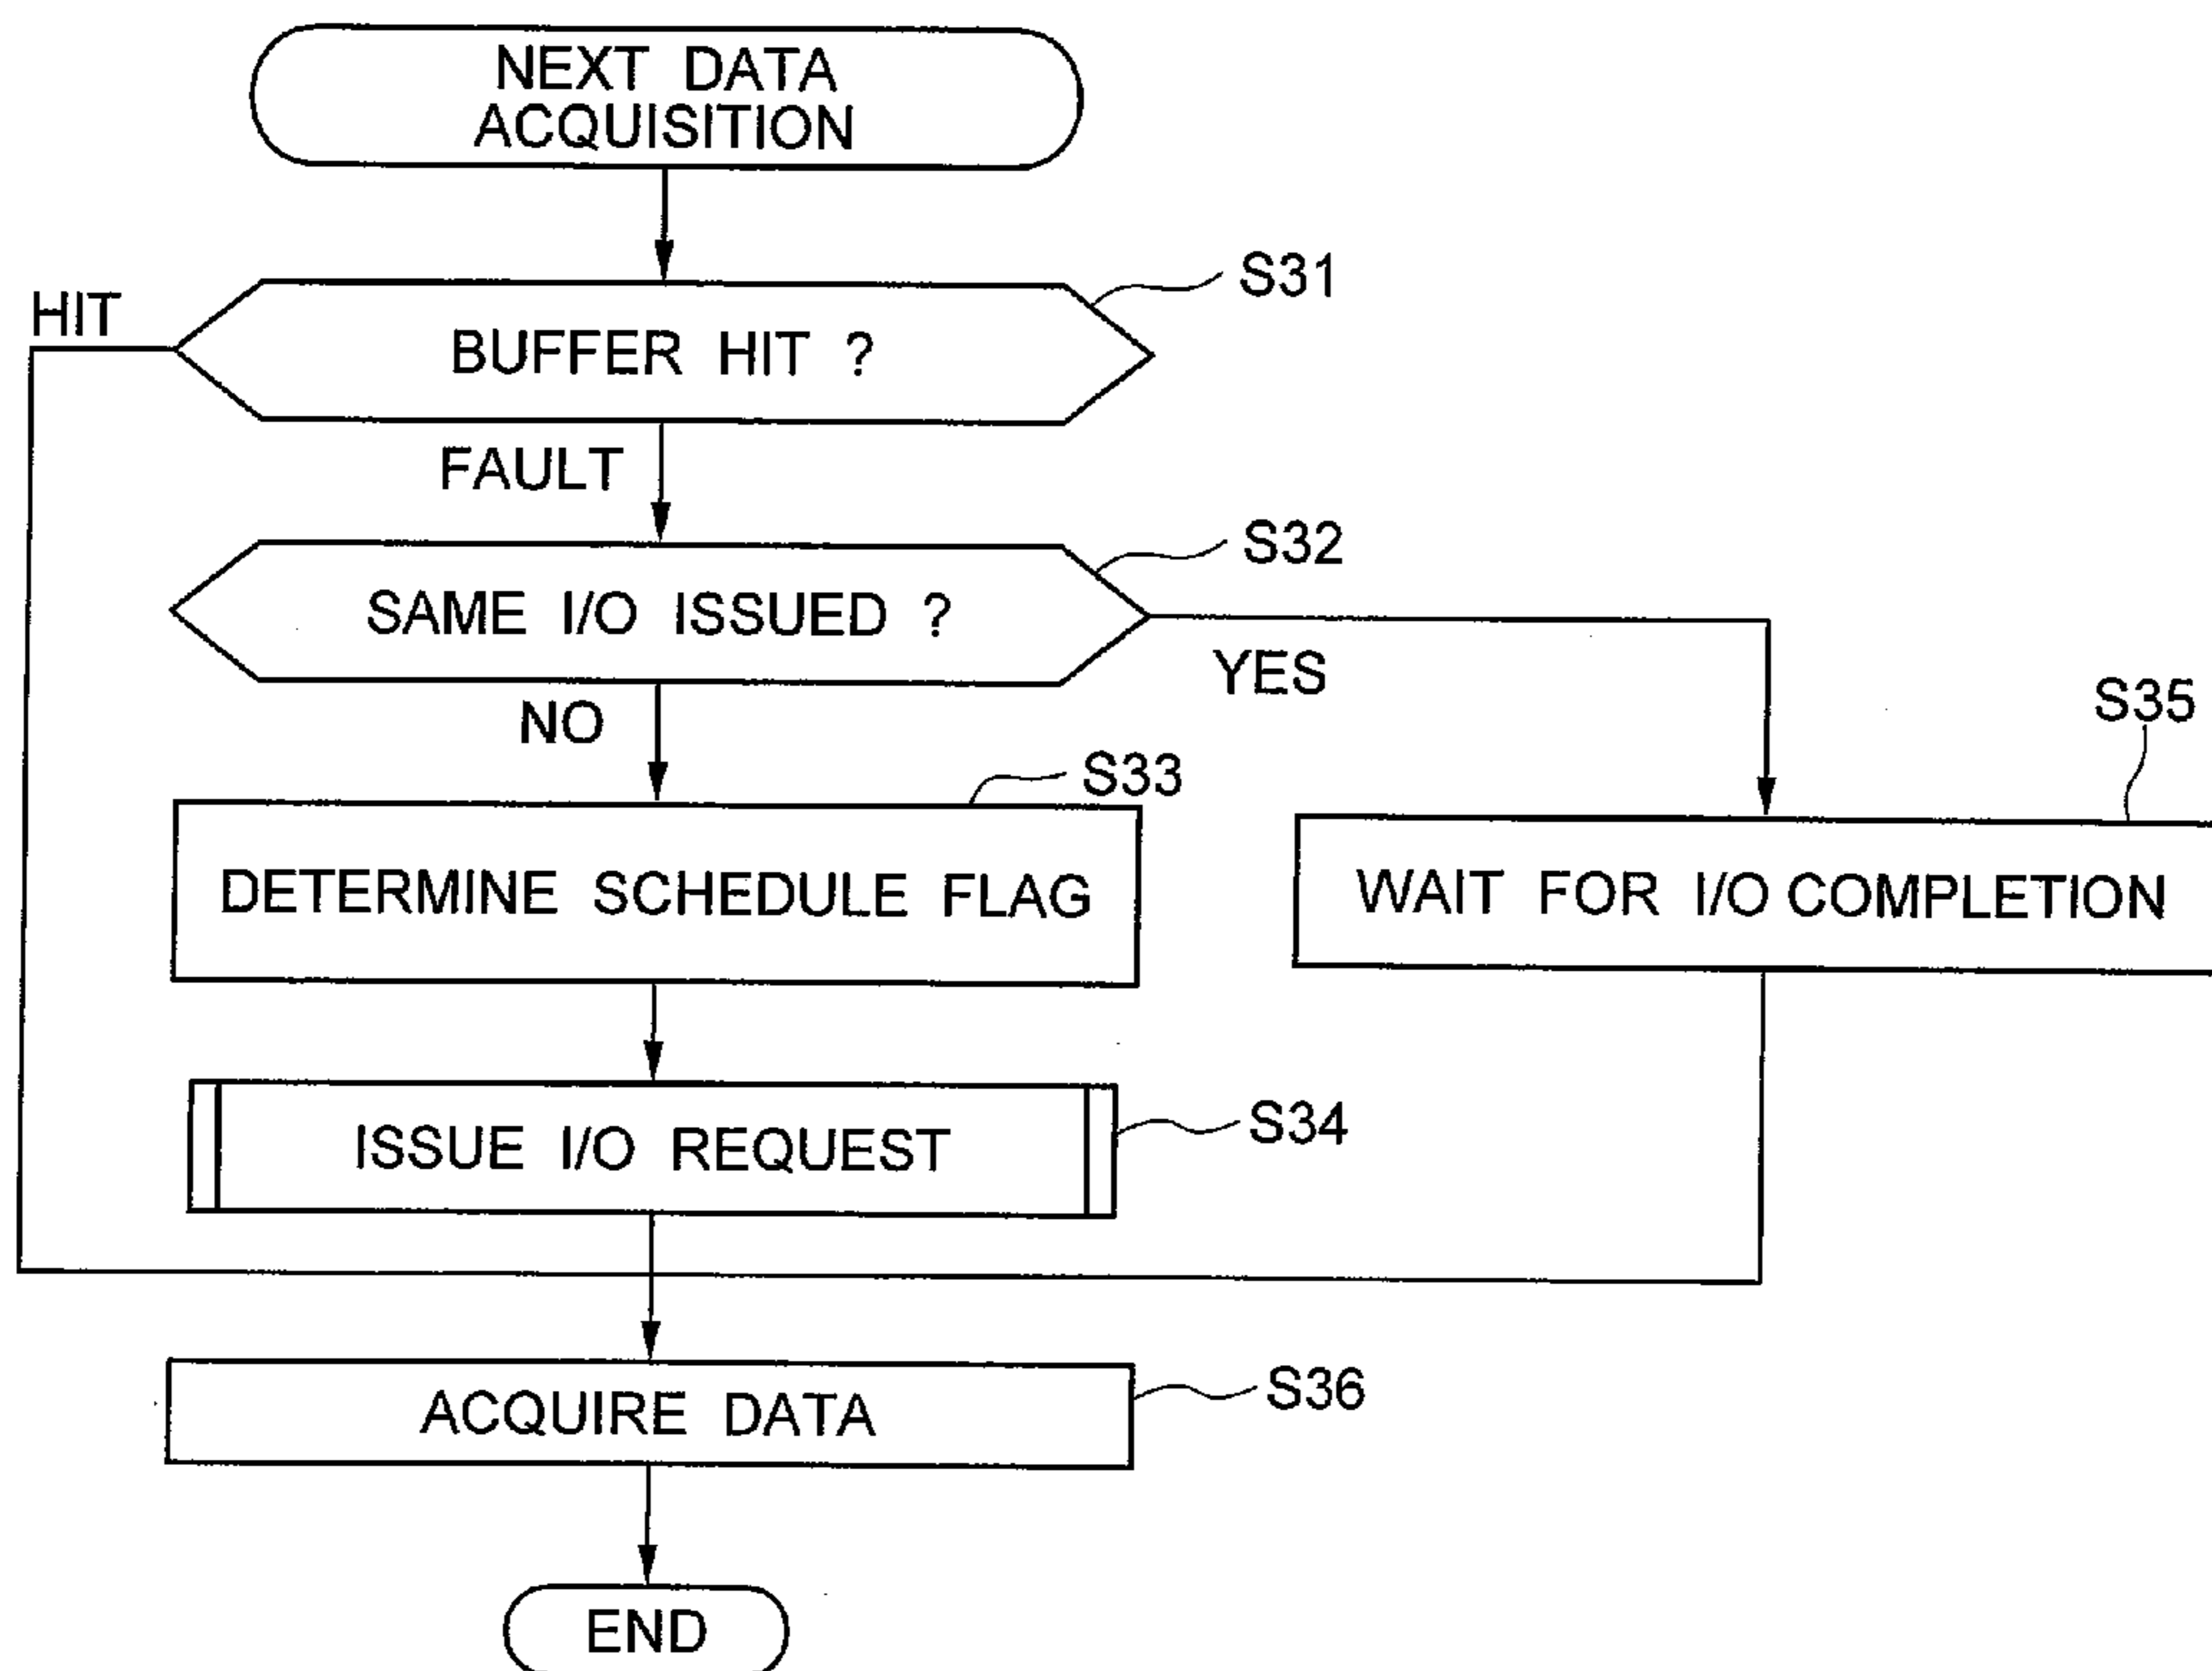 NEXT DATA
ACQUISITION
S31
HIT
BUFFER HIT ?
FAULT
S32
SAME I/O ISSUED ?
YES
NO
S35
S33
DETERMINE SCHEDULE FLAG
WAIT FOR I/O COMPLETION
ISSUE I/O REQUEST
S34
ACQUIRE DATA
S36
END